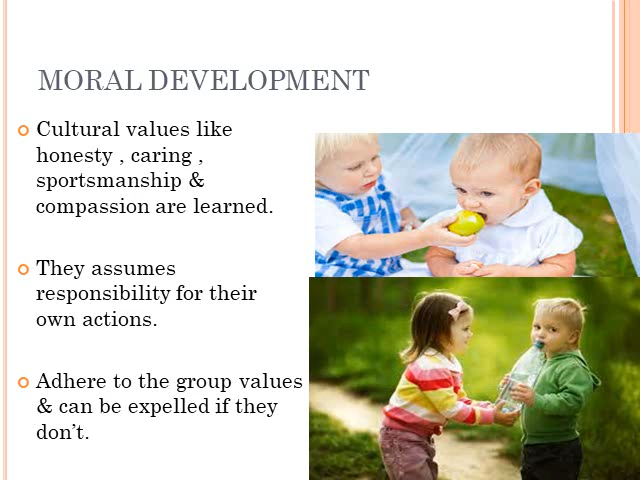 MORAL DEVELOPMENT
Cultural values like
honesty , caring ,
sportsmanship &
compassion are learned.
They assumes
responsibility for their
own actions.
Adhere to the group values
& can be expelled if they
don’t.